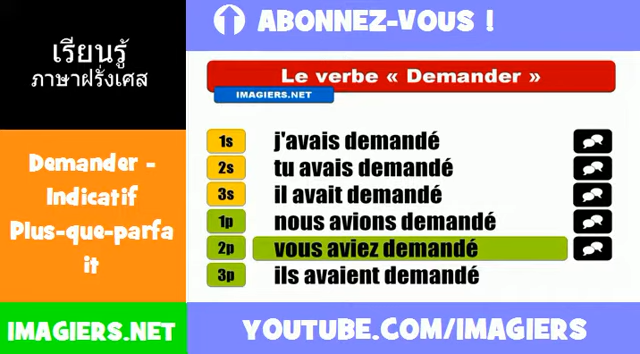 เรียนรู้
ภาษาฝรั่งเศส
Demander -
Indicatif
Plus-que-parfa
it
IMAGIERS.NET
ABONNEZ-VOUS !
Le verbe « Demander »
IMAGIERS.NET
1s j'avais demandé
2s tu avais demandé
3s il avait demandé
1p nous avions demandé
2p vous aviez demandé
3p ils avaient demandé
YOUTUBE.COM/IMAGIERS